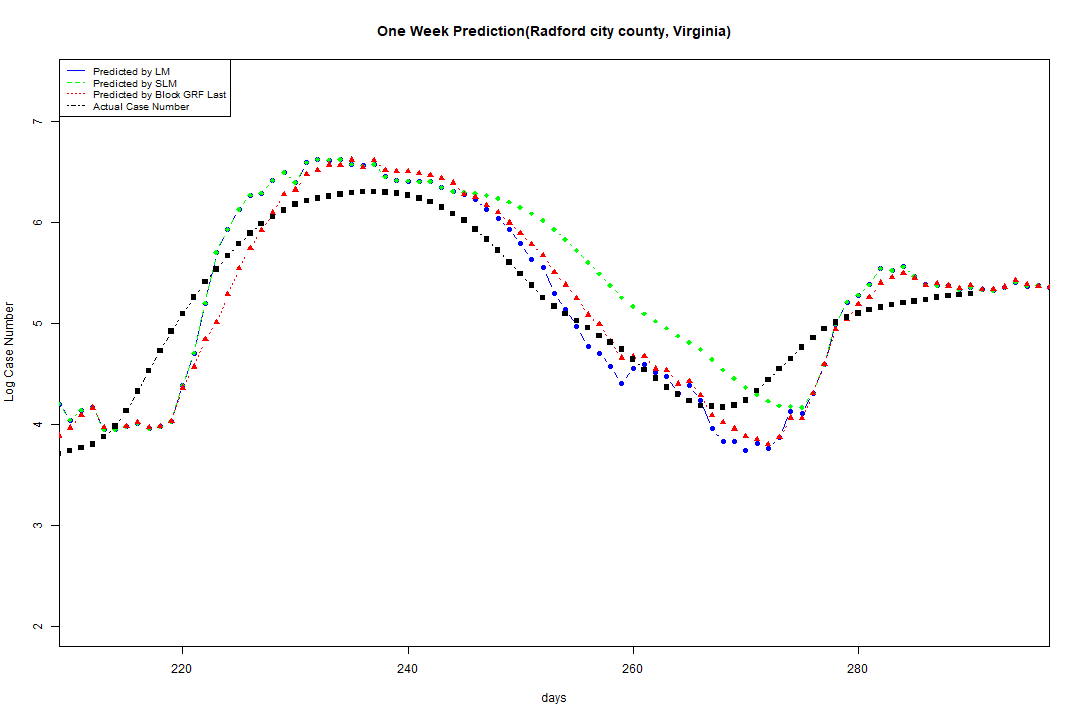 One Week Prediction(Radford city county, Virginia)
Predicted by LM
Predicted by SLM
Predicted by Block GRF Last
Actual Case Number
7
6
5
4
3
2
Log Case Number
220 240 260 280
days